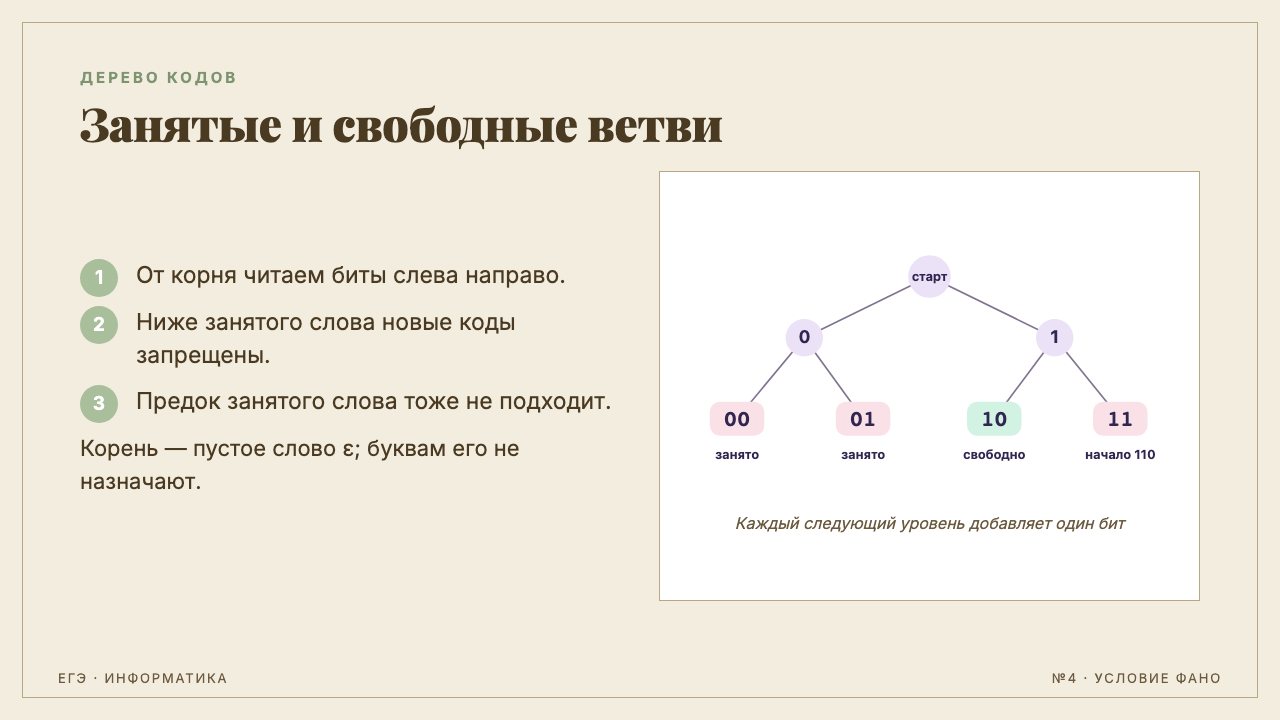 ДЕРЕВО КОДОВ
Занятые и свободные ветви
1 От корня читаем биты слева направо.
2 Ниже занятого слова новые коды
запрещены.
3 Предок занятого слова тоже не подходит.
Корень — пустое слово ε; буквам его не
назначают.
старт
0 1
00 01 10 11
занято занято свободно начало 110
Каждый следующий уровень добавляет один бит
ЕГЭ · ИНФОРМАТИКА
№4 · УСЛОВИЕ ФАНО